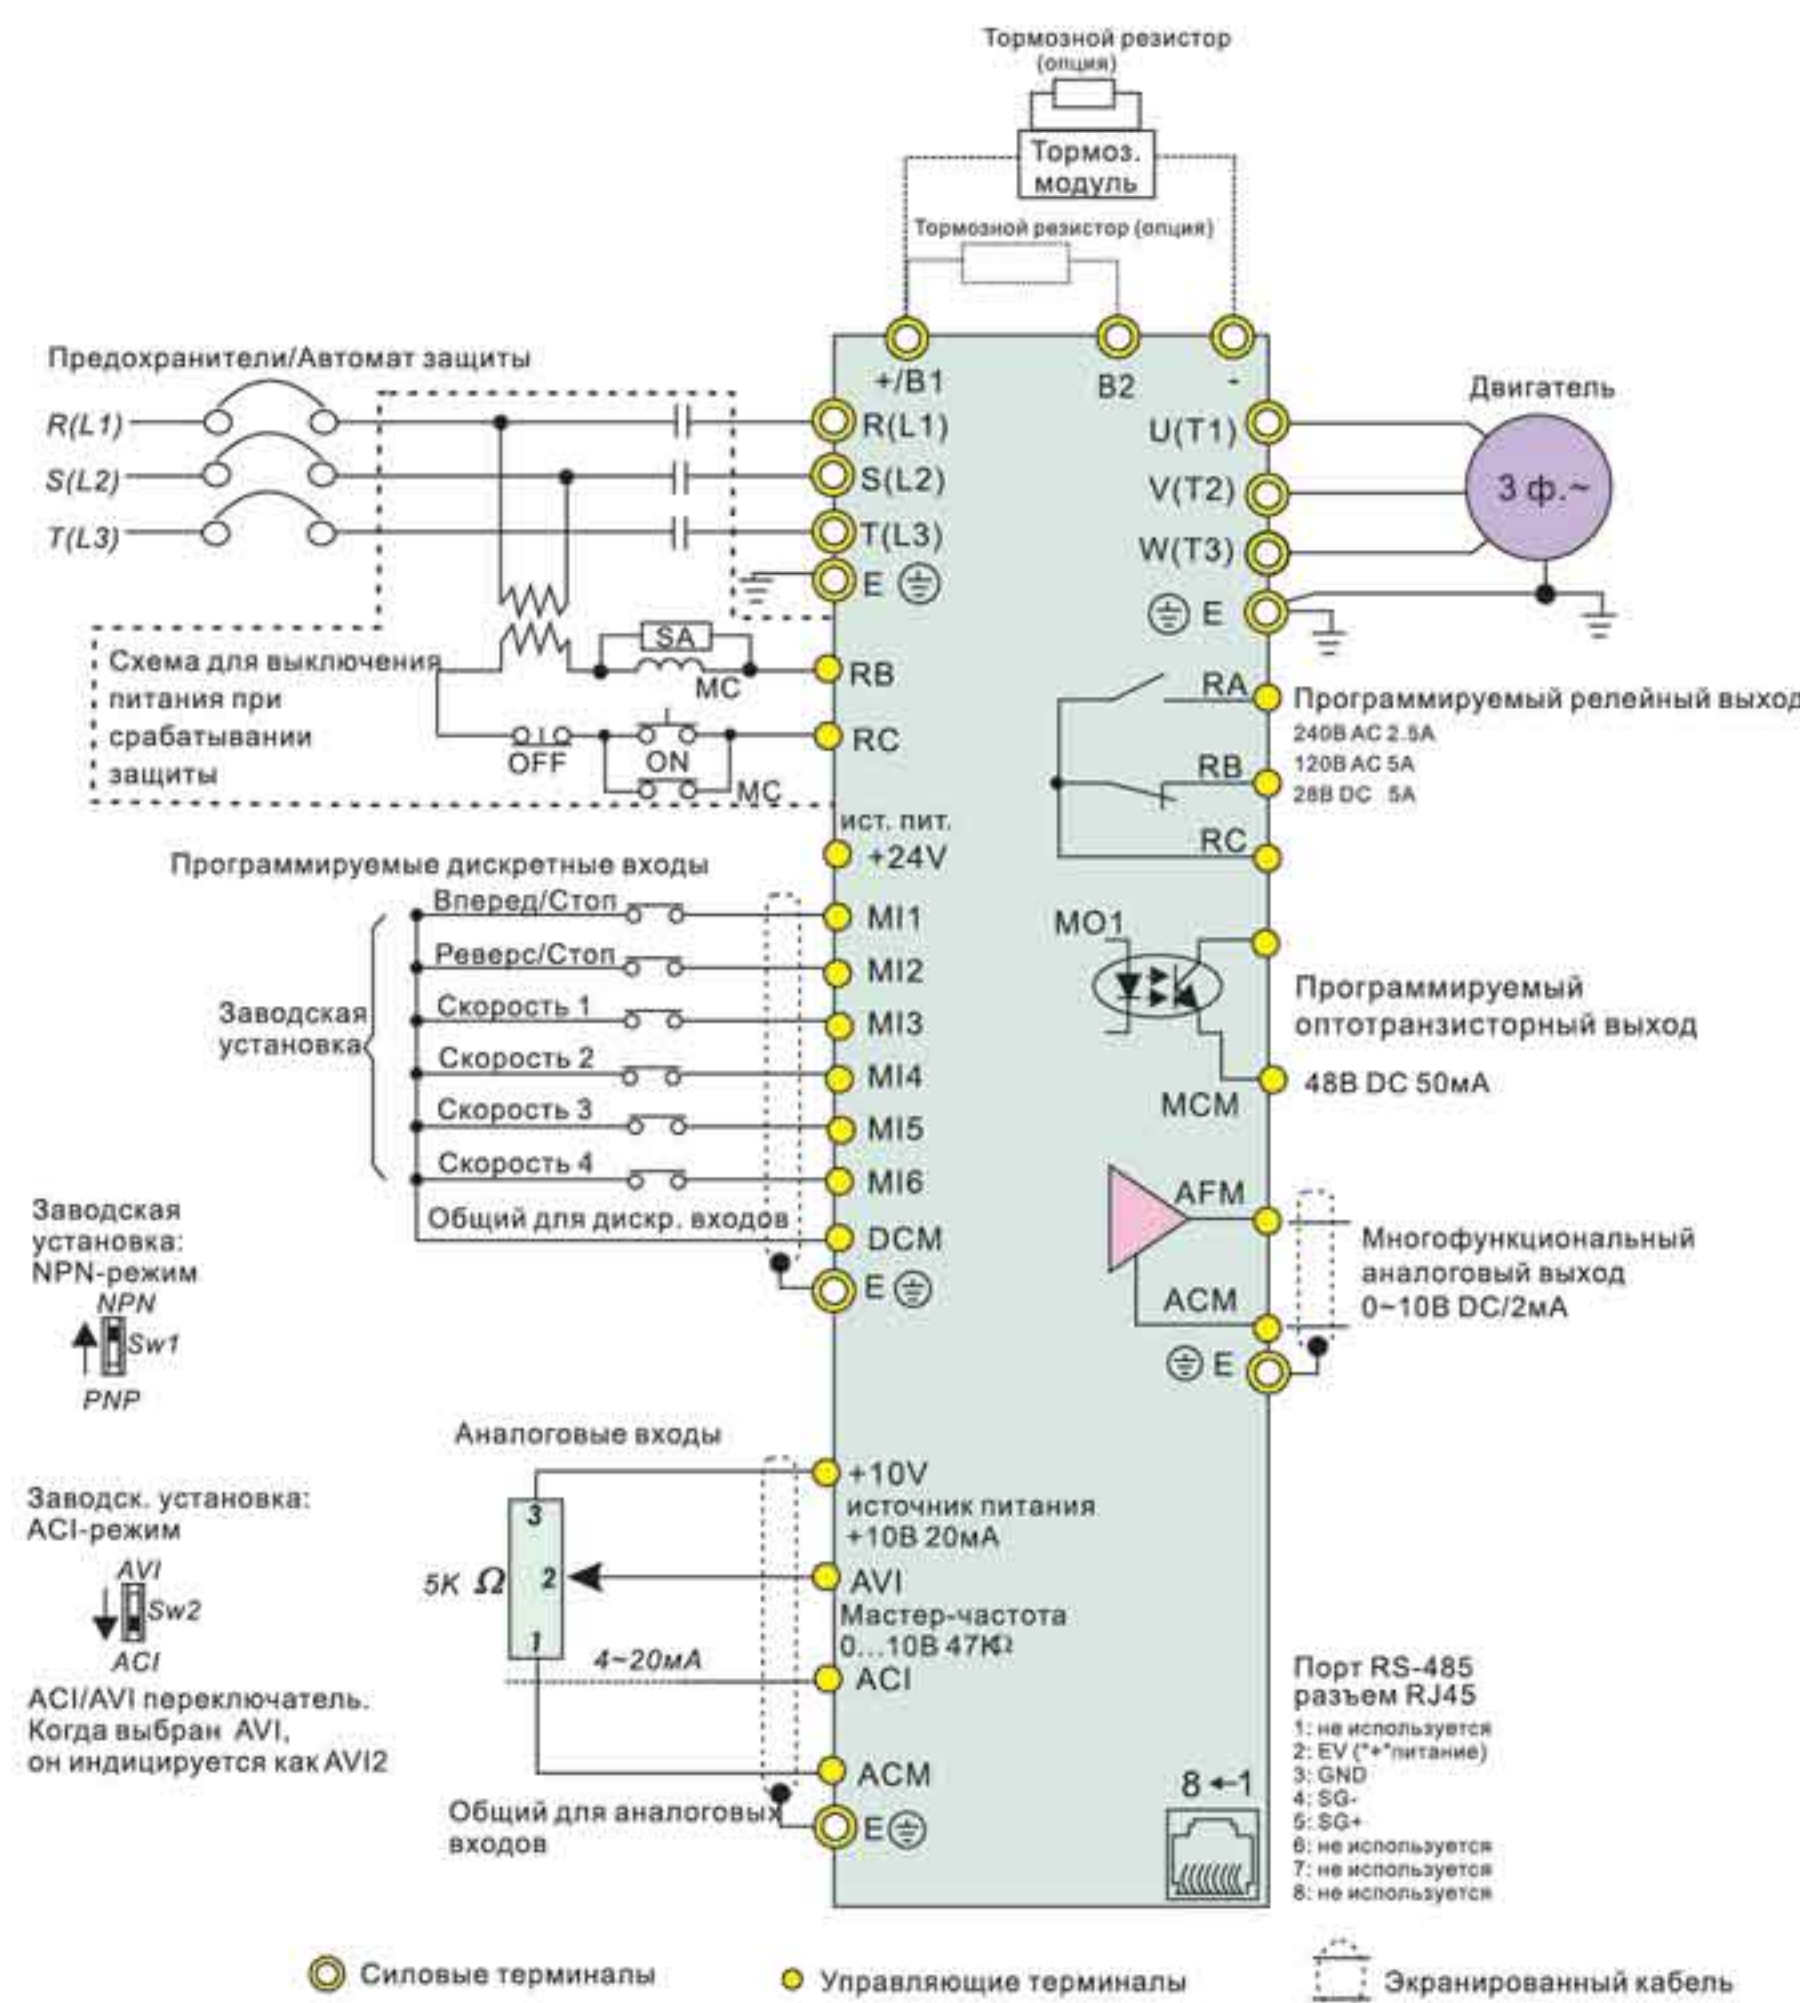 Тормозной резистор
(опция)
Тормоз.
модуль
Тормозной резистор (опция)
Предохранители/Автомат защиты
+/B1
B2
-
Двигатель
R(L1)
R(L1)
U(T1)
S(L2)
S(L2)
V(T2)
3 ф.~
T(L3)
T(L3)
W(T3)
E
E
Схема для выключения
питания при
срабатывании
защиты
SA
MC
RB
OFF
ON
MC
RC
RA
Программируемый релейный выход
240В AC 2.5А
120В AC 5А
28В DC 5А
RB
RC
ист. пит.
+24V
Программируемые дискретные входы
Вперед/Стоп
MI1
Реверс/Стоп
MI2
Скорость 1
MI3
Скорость 2
MI4
Скорость 3
MI5
Скорость 4
MI6
Общий для дискр. входов
DCM
E
Заводская
установка
MO1
Программируемый
оптотранзисторный выход
48В DC 50мА
MCM
AFM
Многофункциональный
аналоговый выход
0~10В DC/2мА
ACM
E
Заводская
установка:
NPN-режим
NPN
Sw1
PNP
Аналоговые входы
+10V
источник питания
+10В 20мА
3
5K Ω
2
AVI
Мастер-частота
0...10В 47KΩ
1
4~20мА
ACI
ACM
Общий для аналоговых
входов
E
Заводск. установка:
ACI-режим
AVI
Sw2
ACI
ACI/AVI переключатель.
Когда выбран AVI,
он индицируется как AVI2
Порт RS-485
разъем RJ45
1: не используется
2: EV ("+"питание)
3: GND
4: SG-
5: SG+
6: не используется
7: не используется
8: не используется
8←1
Силовые терминалы
Управляющие терминалы
Экранированный кабель